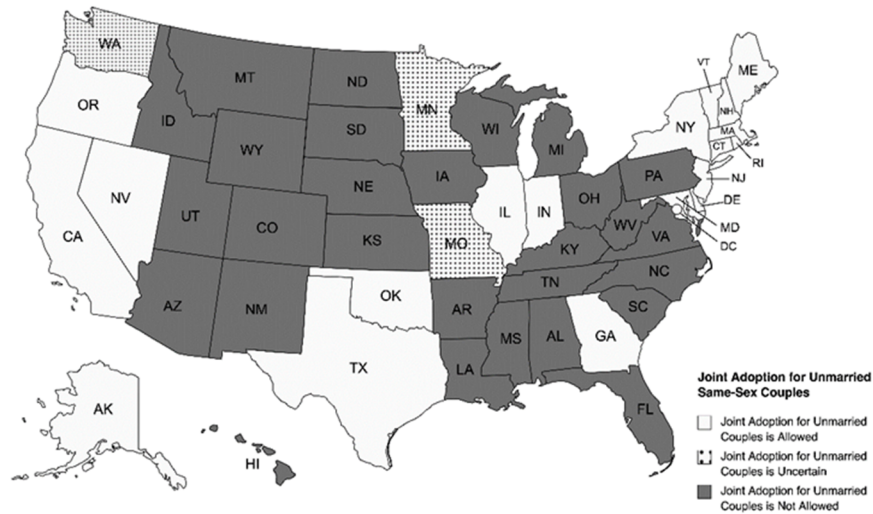 WA
MT
ND
MN
VT
ME
OR
ID
SD
WI
NH
NY
MA
WY
MI
CT
RI
IA
PA
NJ
NV
NE
OH
DE
IL
IN
UT
WV
MD
CA
CO
KS
MO
VA
DC
KY
NC
TN
AZ
NM
OK
AR
SC
MS
AL
GA
TX
LA
AK
FL
HI
Joint Adoption for Unmarried
Same-Sex Couples
Joint Adoption for Unmarried
Couples is Allowed
Joint Adoption for Unmarried
Couples is Uncertain
Joint Adoption for Unmarried
Couples is Not Allowed